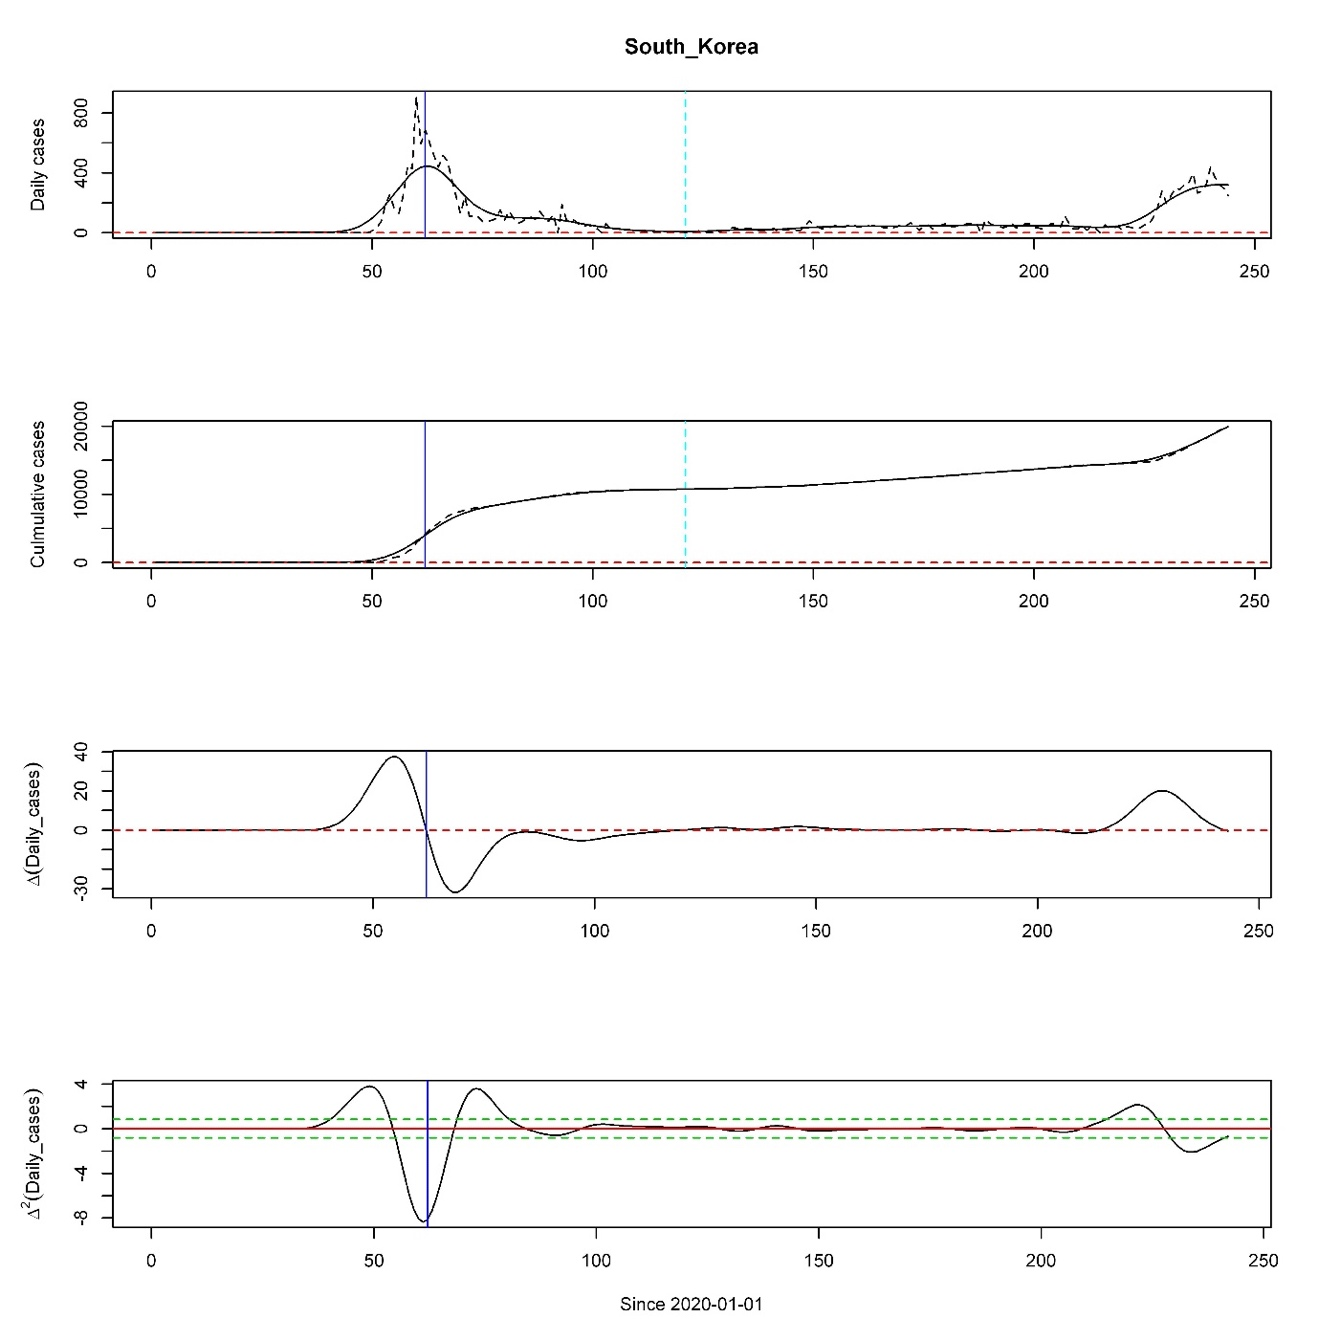 South_Korea
Daily cases
800
400
0
0 50 100 150 200 250
Culmulative cases
20000
10000
0
0 50 100 150 200 250
Δ(Daily_cases)
40
20
0
-30
0 50 100 150 200 250
Δ²(Daily_cases)
4
0
-4
-8
0 50 100 150 200 250
Since 2020-01-01